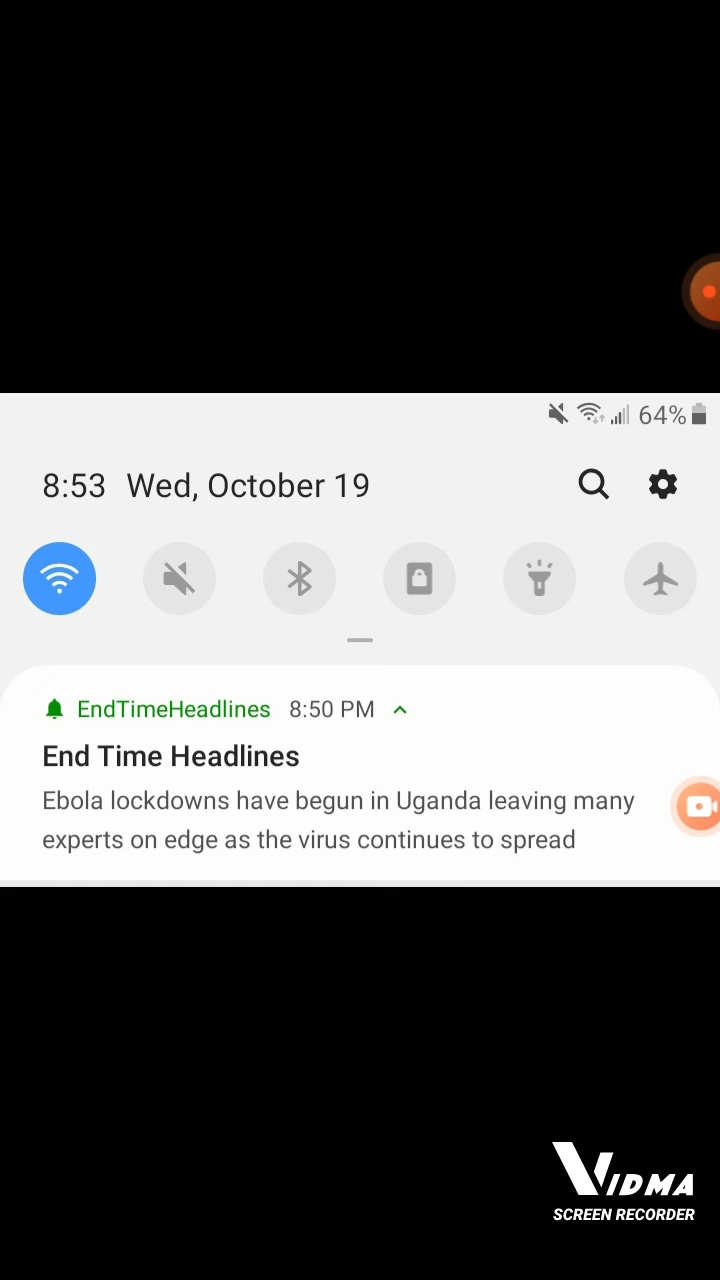 64%
8:53 Wed, October 19
EndTimeHeadlines 8:50 PM
End Time Headlines
Ebola lockdowns have begun in Uganda leaving many
experts on edge as the virus continues to spread
VIDMA
SCREEN RECORDER